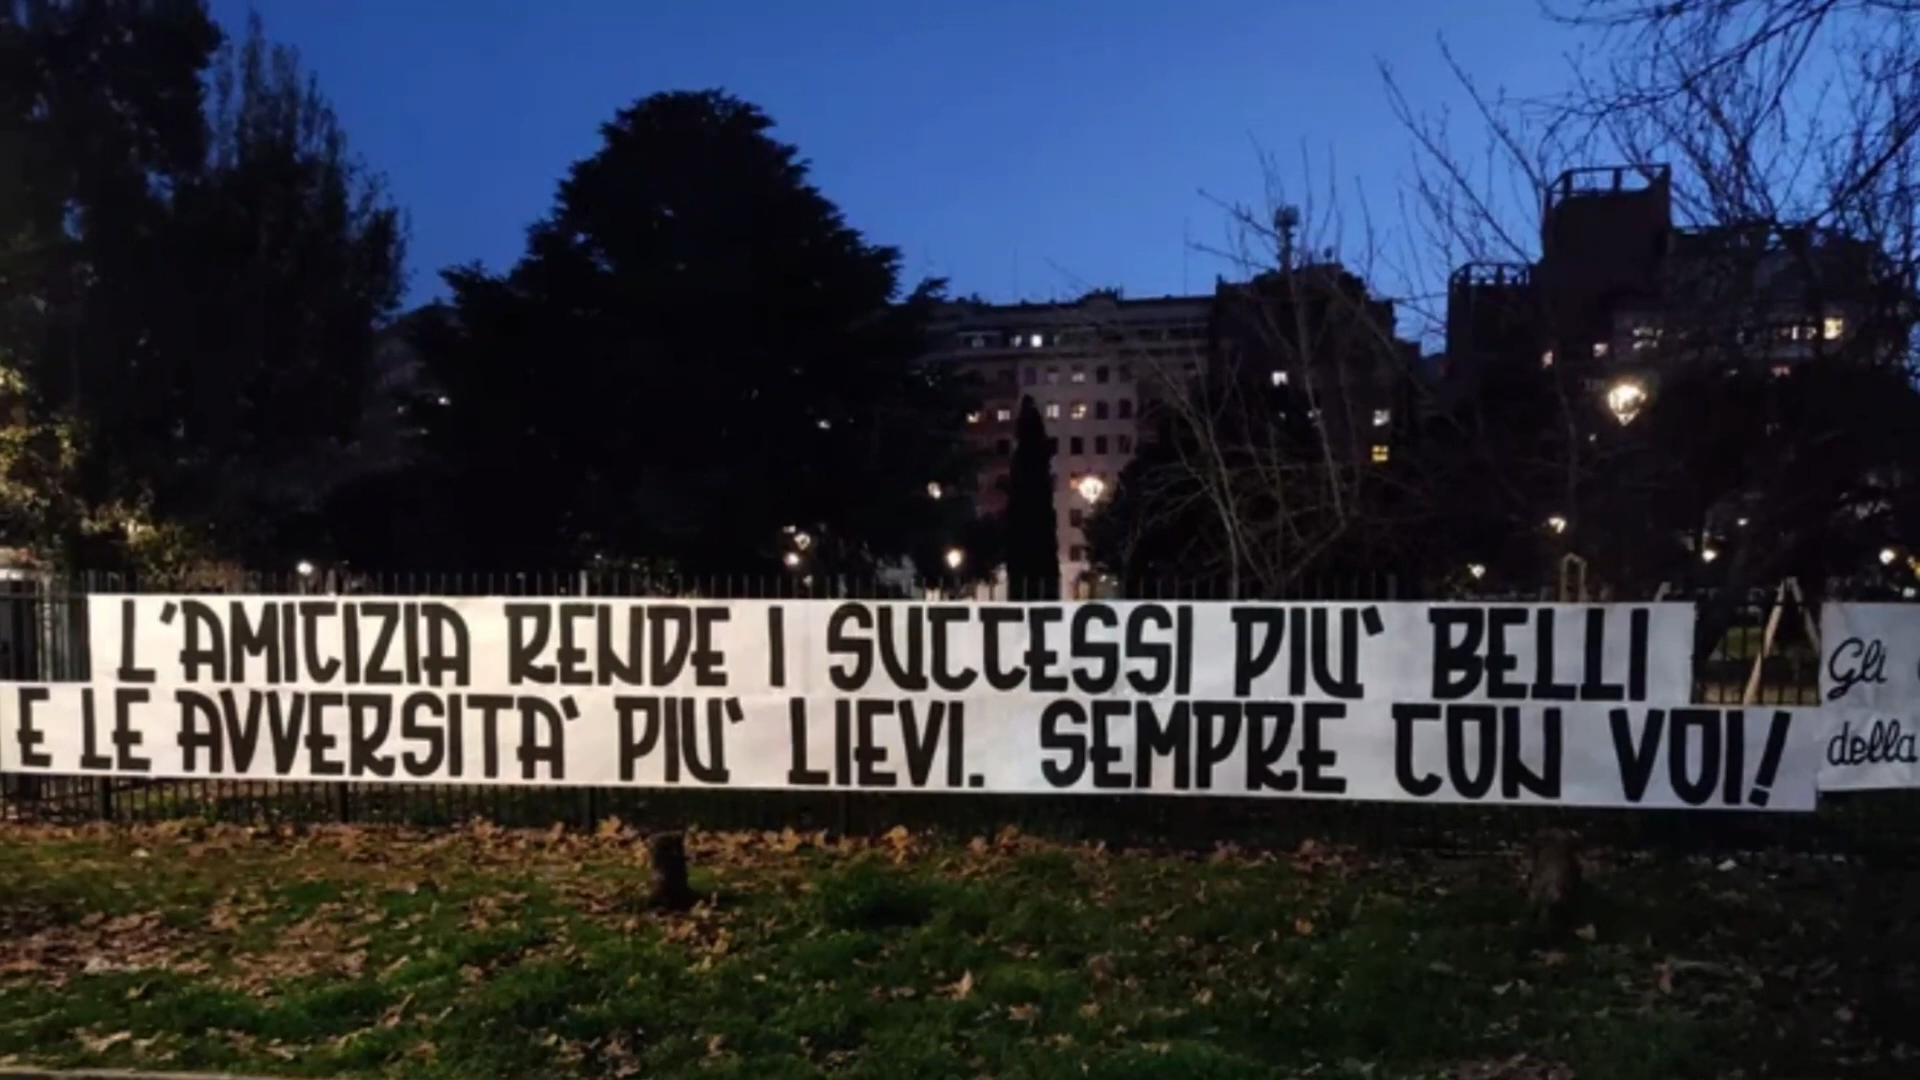 L'AMICIZIA RENDE I SUCCESSI PIU' BELLI
E LE AVVERSITA' PIU' LIEVI. SEMPRE CON VOI!
Gli
della